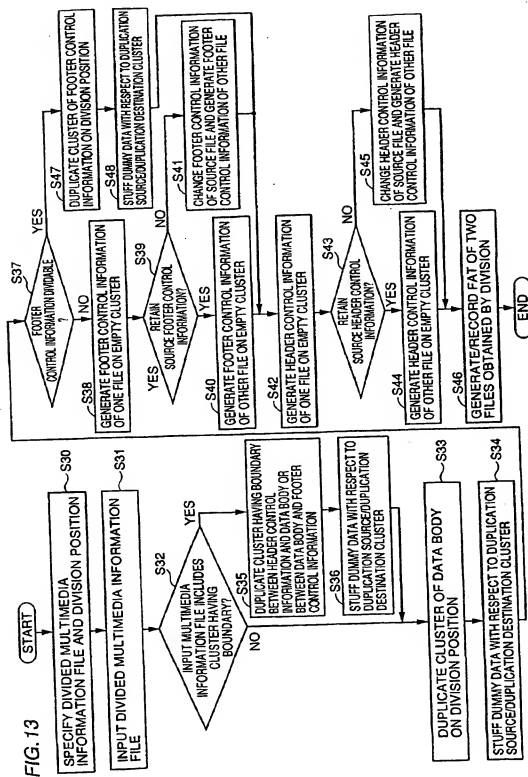 FIG. 13
START
S30
SPECIFY DIVIDED MULTIMEDIA
INFORMATION FILE AND DIVISION POSITION
S31
INPUT DIVIDED MULTIMEDIA INFORMATION
FILE
S32
INPUT MULTIMEDIA
INFORMATION FILE INCLUDES
CLUSTER HAVING
BOUNDARY?
YES
NO
S35
DUPLICATE CLUSTER HAVING BOUNDARY
BETWEEN HEADER CONTROL
INFORMATION AND DATA BODY OR
BETWEEN DATA BODY AND FOOTER
CONTROL INFORMATION
S36
STUFF DUMMY DATA WITH RESPECT TO
DUPLICATION SOURCE/DUPLICATION
DESTINATION CLUSTER
S33
DUPLICATE CLUSTER OF DATA BODY
ON DIVISION POSITION
S34
STUFF DUMMY DATA WITH RESPECT TO DUPLICATION
SOURCE/DUPLICATION DESTINATION CLUSTER
S37
FOOTER
CONTROL INFORMATION DIVIDABLE
?
YES
NO
S47
DUPLICATE CLUSTER OF FOOTER CONTROL
INFORMATION ON DIVISION POSITION
S48
STUFF DUMMY DATA WITH RESPECT TO DUPLICATION
SOURCE/DUPLICATION DESTINATION CLUSTER
S38
GENERATE FOOTER CONTROL INFORMATION
OF ONE FILE ON EMPTY CLUSTER
S39
RETAIN
SOURCE FOOTER CONTROL
INFORMATION?
YES
NO
YES
S41
CHANGE FOOTER CONTROL INFORMATION
OF SOURCE FILE AND GENERATE FOOTER
CONTROL INFORMATION OF OTHER FILE
S40
GENERATE FOOTER CONTROL INFORMATION
OF OTHER FILE ON EMPTY CLUSTER
S42
GENERATE HEADER CONTROL INFORMATION
OF ONE FILE ON EMPTY CLUSTER
S43
RETAIN
SOURCE HEADER CONTROL
INFORMATION?
NO
YES
S45
CHANGE HEADER CONTROL INFORMATION
OF SOURCE FILE AND GENERATE HEADER
CONTROL INFORMATION OF OTHER FILE
S44
GENERATE HEADER CONTROL INFORMATION
OF OTHER FILE ON EMPTY CLUSTER
S46
GENERATE/RECORD FAT OF TWO
FILES OBTAINED BY DIVISION
END